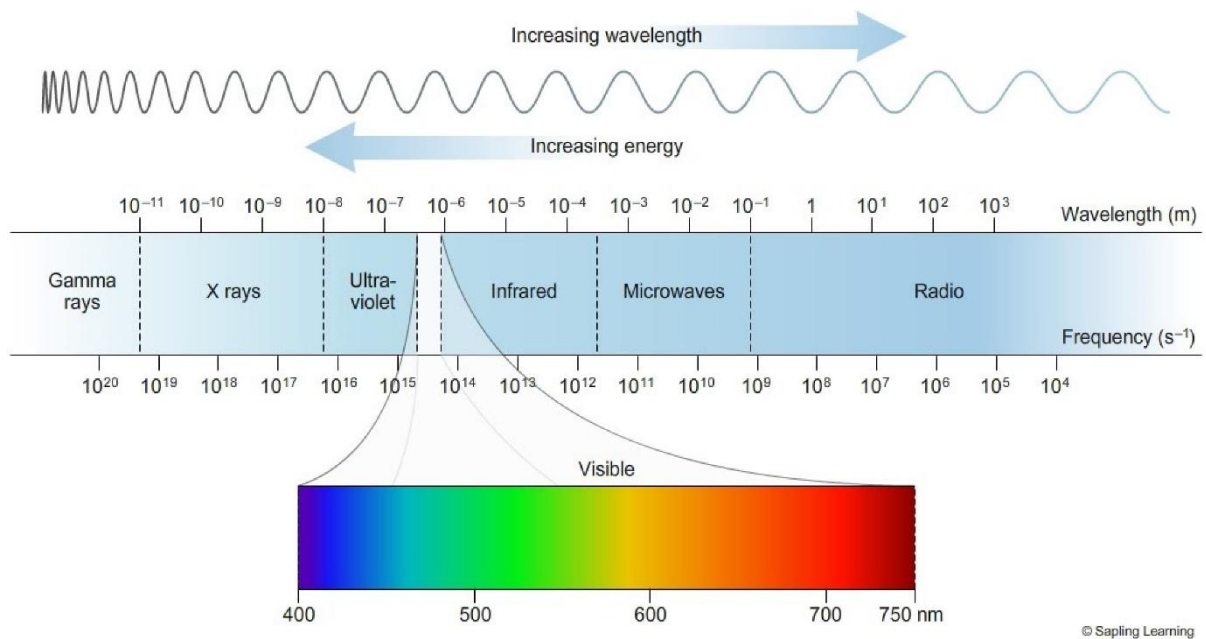 Increasing wavelength
Increasing energy
10⁻¹¹ 10⁻¹⁰ 10⁻⁹ 10⁻⁸ 10⁻⁷ 10⁻⁶ 10⁻⁵ 10⁻⁴ 10⁻³ 10⁻² 10⁻¹ 1 10¹ 10² 10³ Wavelength (m)
Gamma rays X rays Ultra-violet Infrared Microwaves Radio
Frequency (s⁻¹)
10²⁰ 10¹⁹ 10¹⁸ 10¹⁷ 10¹⁶ 10¹⁵ 10¹⁴ 10¹³ 10¹² 10¹¹ 10¹⁰ 10⁹ 10⁸ 10⁷ 10⁶ 10⁵ 10⁴
Visible
400 500 600 700 750 nm
© Sapling Learning